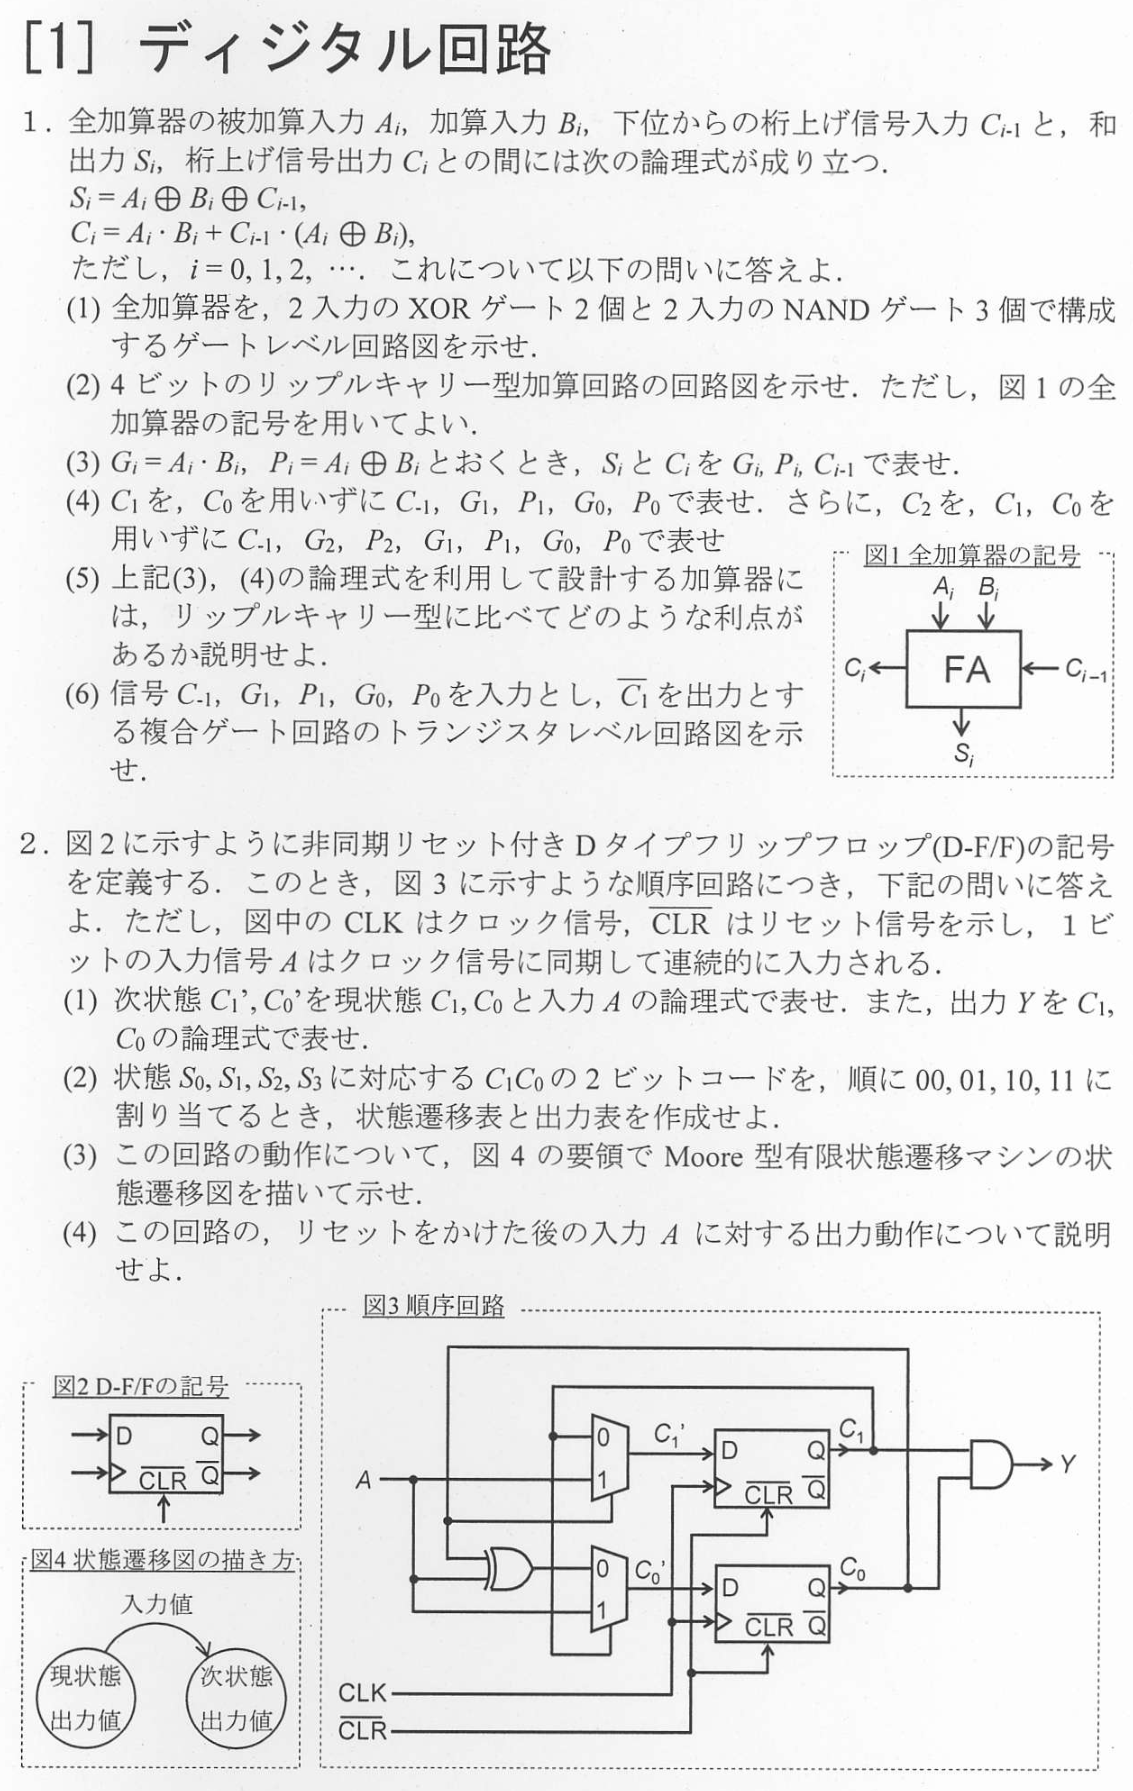 [1] ディジタル回路
1. 全加算器の被加算入力 Ai, 加算入力 Bi, 下位からの桁上げ信号入力 Ci-1 と, 和
出力 Si, 桁上げ信号出力 Ci との間には次の論理式が成り立つ.
Si = Ai ⊕ Bi ⊕ Ci-1,
Ci = Ai · Bi + Ci-1 · (Ai ⊕ Bi),
ただし, i = 0, 1, 2, …. これについて以下の問いに答えよ.
(1) 全加算器を, 2 入力の XOR ゲート 2 個と 2 入力の NAND ゲート 3 個で構成
するゲートレベル回路図を示せ.
(2) 4 ビットのリップルキャリー型加算回路の回路図を示せ. ただし, 図 1 の全
加算器の記号を用いてよい.
(3) Gi = Ai · Bi, Pi = Ai ⊕ Bi とおくとき, Si と Ci を Gi, Pi, Ci-1 で表せ.
(4) C1 を, C0 を用いずに C-1, G1, P1, G0, P0 で表せ. さらに, C2 を, C1, C0 を
用いずに C-1, G2, P2, G1, P1, G0, P0 で表せ
(5) 上記(3), (4)の論理式を利用して設計する加算器に
は, リップルキャリー型に比べてどのような利点が
あるか説明せよ.
(6) 信号 C-1, G1, P1, G0, P0 を入力とし, C̅1 を出力とす
る複合ゲート回路のトランジスタレベル回路図を示
せ.
図1 全加算器の記号
Ai Bi
Ci FA Ci-1
Si
2. 図 2 に示すように非同期リセット付き D タイプフリップフロップ(D-F/F)の記号
を定義する. このとき, 図 3 に示すような順序回路につき, 下記の問いに答え
よ. ただし, 図中の CLK はクロック信号, C̅L̅R̅ はリセット信号を示し, 1 ビ
ットの入力信号 A はクロック信号に同期して連続的に入力される.
(1) 次状態 C1’, C0’を現状態 C1, C0 と入力 A の論理式で表せ. また, 出力 Y を C1,
C0 の論理式で表せ.
(2) 状態 S0, S1, S2, S3 に対応する C1C0 の 2 ビットコードを, 順に 00, 01, 10, 11 に
割り当てるとき, 状態遷移表と出力表を作成せよ.
(3) この回路の動作について, 図 4 の要領で Moore 型有限状態遷移マシンの状
態遷移図を描いて示せ.
(4) この回路の, リセットをかけた後の入力 A に対する出力動作について説明
せよ.
図2 D-F/Fの記号
D Q
C̅L̅R̅ Q̅
図4 状態遷移図の描き方
入力値
現状態 次状態
出力値 出力値
図3 順序回路
0 C1’ D Q C1
A 1 C̅L̅R̅ Q̅ Y
0 C0’ D Q C0
1 C̅L̅R̅ Q̅
CLK
C̅L̅R̅